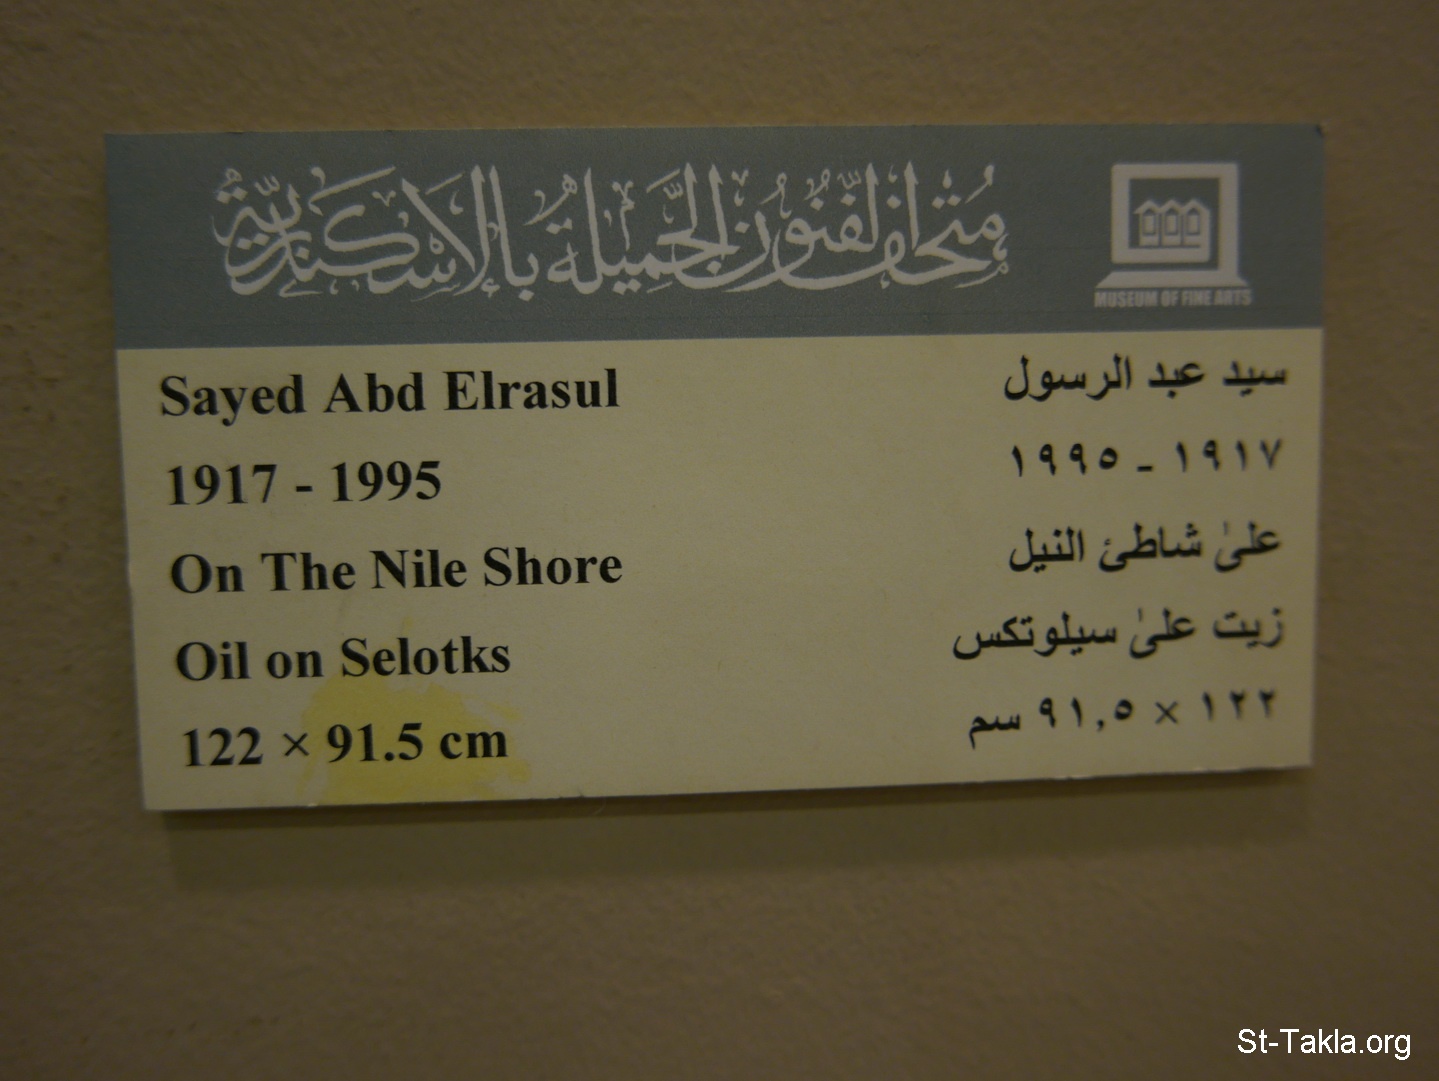 متحف الفنون الجميلة بالإسكندرية
MUSEUM OF FINE ARTS
Sayed Abd Elrasul
سيد عبد الرسول
1917 - 1995
١٩١٧ - ١٩٩٥
On The Nile Shore
على شاطئ النيل
Oil on Selotks
زيت على سيلوتكس
122 × 91.5 cm
١٢٢ × ٩١,٥ سم
St-Takla.org